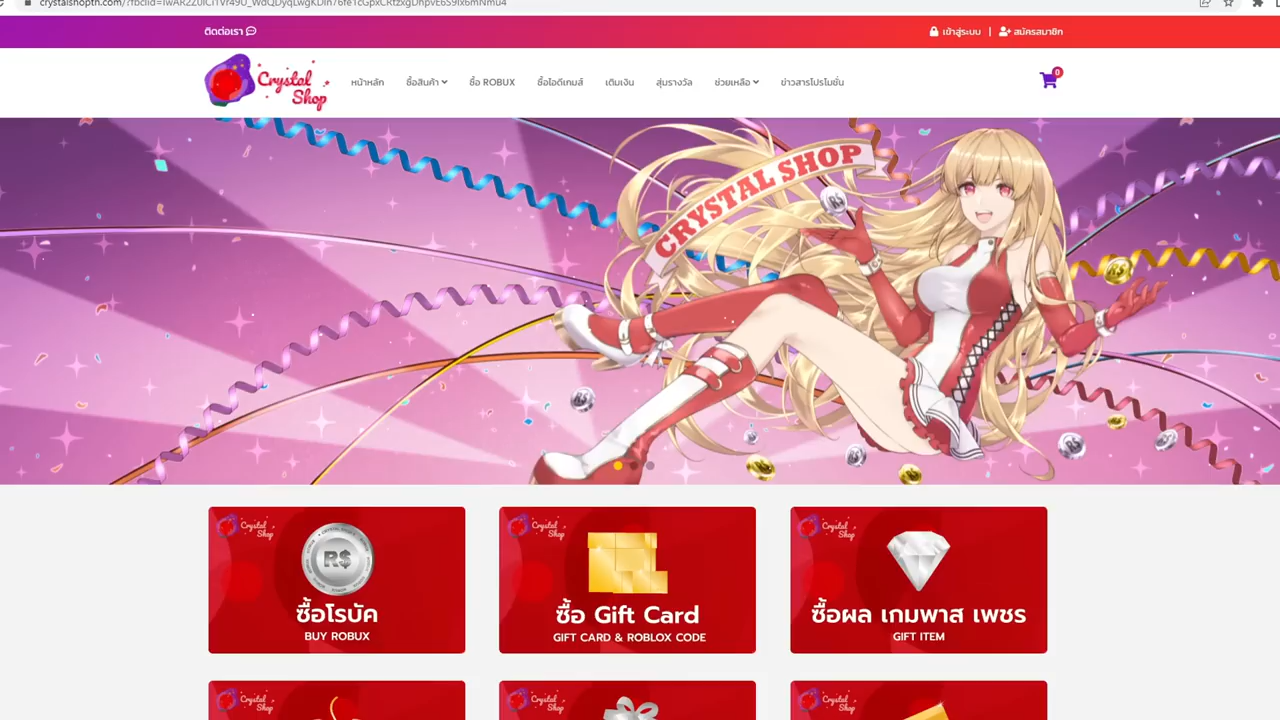 ติดต่อเรา
เข้าสู่ระบบ | สมัครสมาชิก
Crystal Shop
หน้าหลัก ซื้อสินค้า ซื้อ ROBUX ซื้อไอดีเกมส์ เติมเงิน สุ่มรางวัล ช่วยเหลือ ข่าวสารโปรโมชั่น
0
CRYSTAL SHOP
Crystal Shop
R$
ซื้อโรบัค
BUY ROBUX
Crystal Shop
ซื้อ Gift Card
GIFT CARD & ROBLOX CODE
Crystal Shop
ซื้อผล เกมพาส เพชร
GIFT ITEM
Crystal Shop
Crystal Shop
Crystal Shop